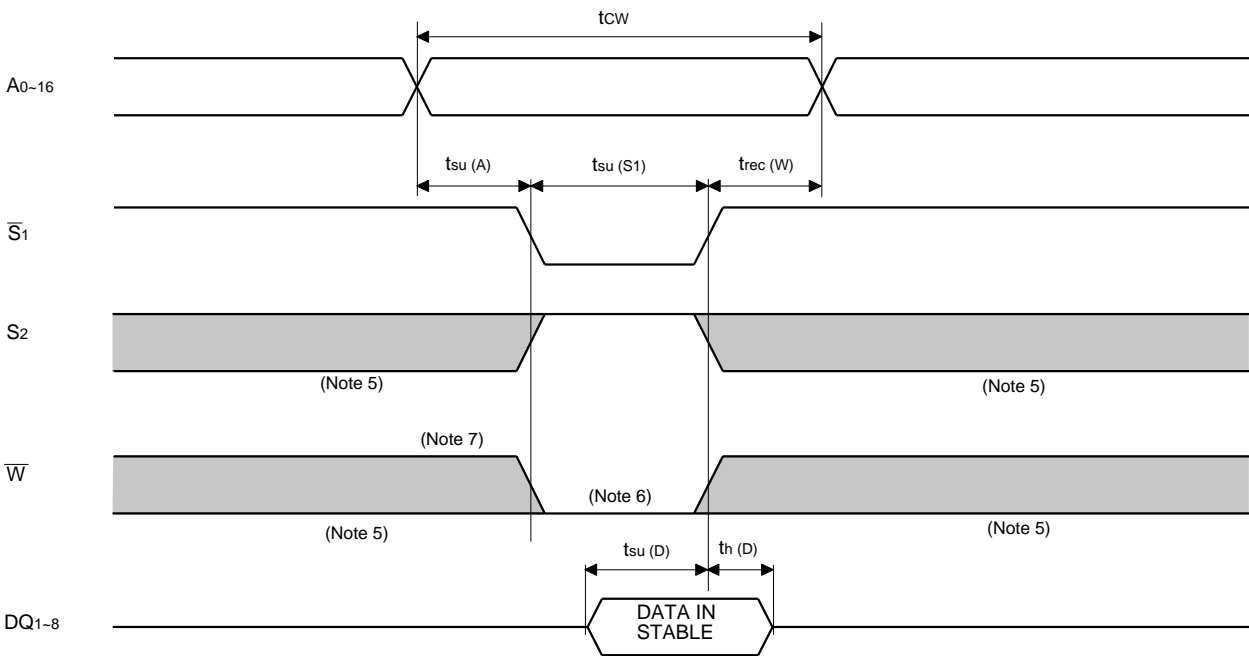 tCW
A0~16
tsu (A)
tsu (S1)
trec (W)
S̅1
S2
(Note 5)
(Note 5)
(Note 7)
W̅
(Note 6)
(Note 5)
(Note 5)
tsu (D)
th (D)
DQ1~8
DATA IN
STABLE